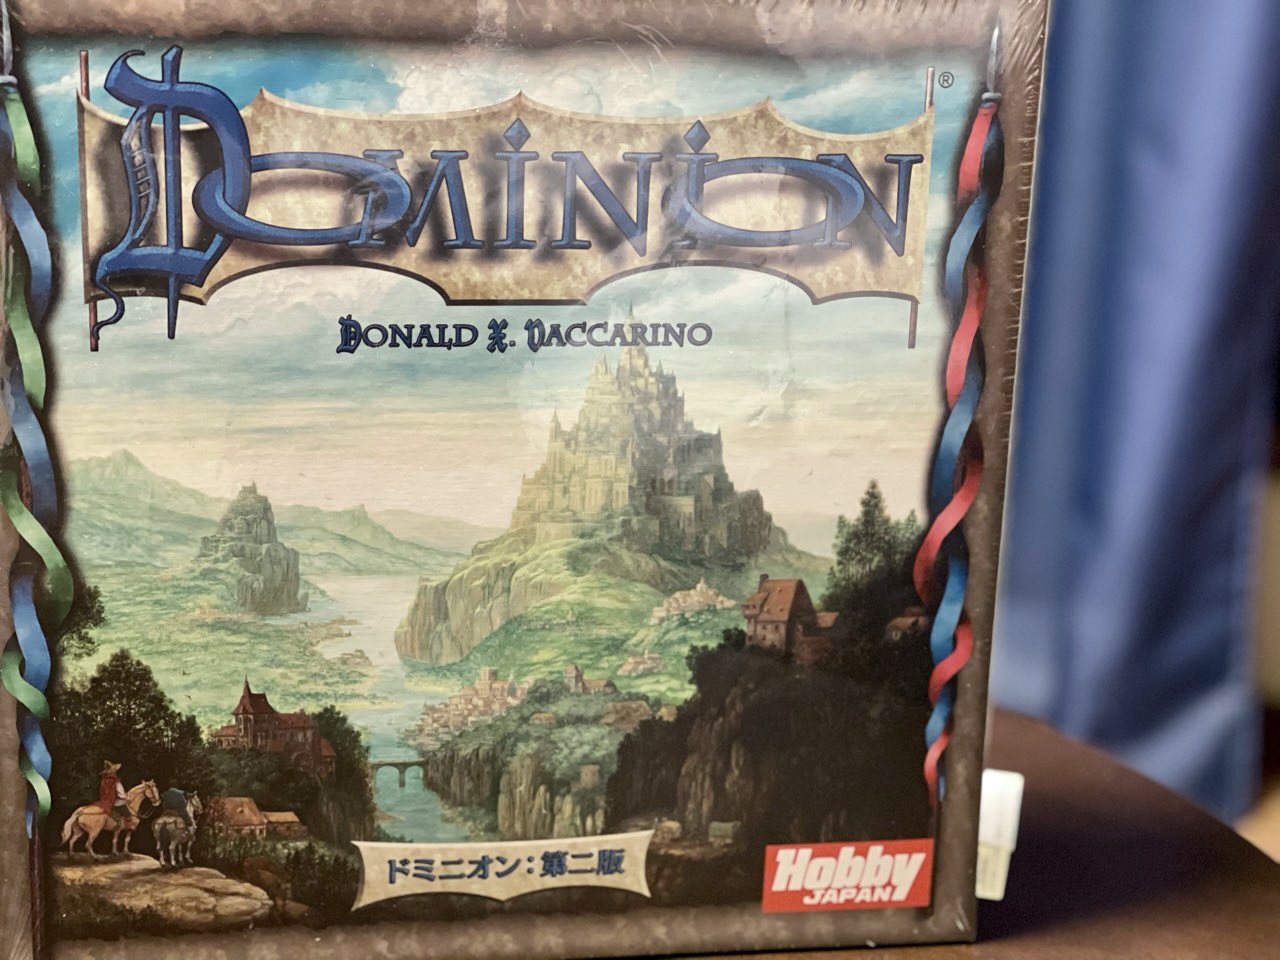 DOMINION®
DONALD X. VACCARINO
ドミニオン：第二版
Hobby
JAPAN